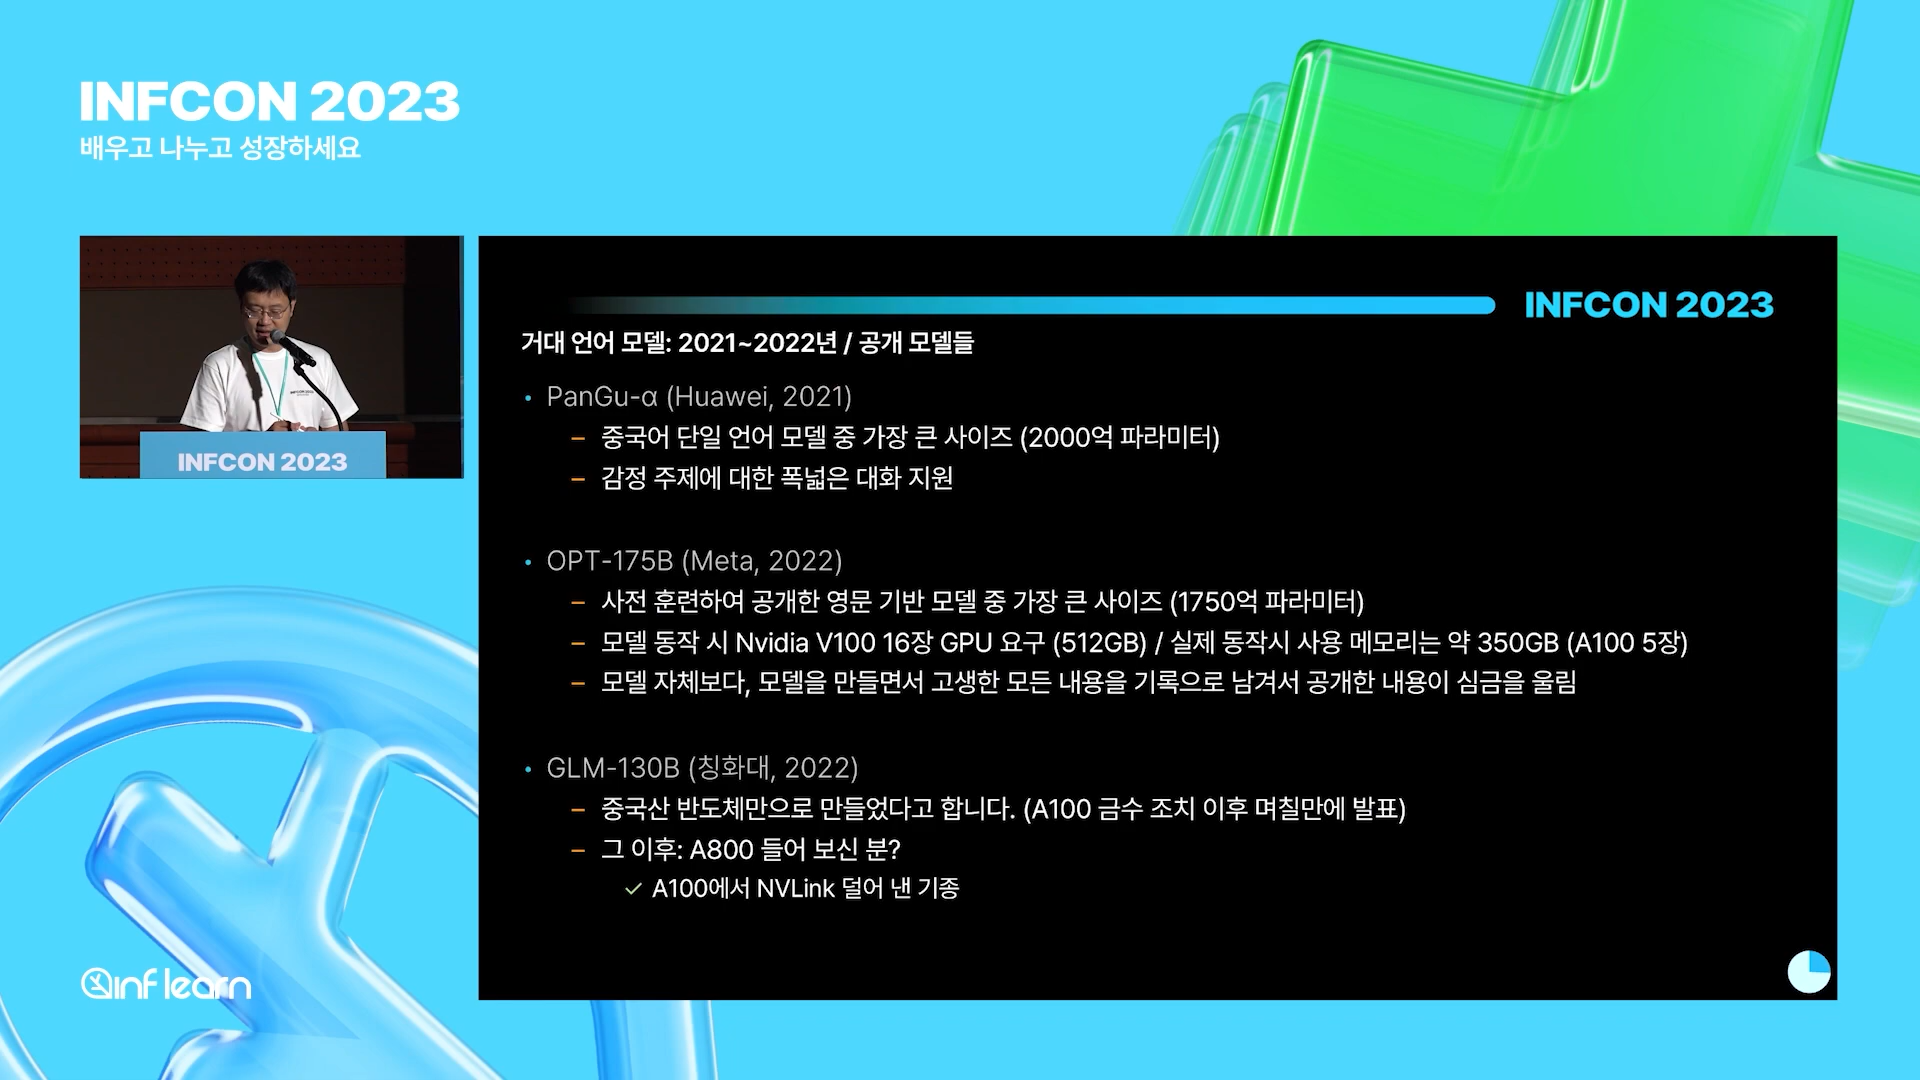 INFCON 2023
배우고 나누고 성장하세요
INFCON 2023
INFCON 2023
거대 언어 모델: 2021~2022년 / 공개 모델들
• PanGu-α (Huawei, 2021)
– 중국어 단일 언어 모델 중 가장 큰 사이즈 (2000억 파라미터)
– 감정 주제에 대한 폭넓은 대화 지원
• OPT-175B (Meta, 2022)
– 사전 훈련하여 공개한 영문 기반 모델 중 가장 큰 사이즈 (1750억 파라미터)
– 모델 동작 시 Nvidia V100 16장 GPU 요구 (512GB) / 실제 동작시 사용 메모리는 약 350GB (A100 5장)
– 모델 자체보다, 모델을 만들면서 고생한 모든 내용을 기록으로 남겨서 공개한 내용이 심금을 울림
• GLM-130B (칭화대, 2022)
– 중국산 반도체만으로 만들었다고 합니다. (A100 금수 조치 이후 며칠만에 발표)
– 그 이후: A800 들어 보신 분?
✓ A100에서 NVLink 덜어 낸 기종
inflearn